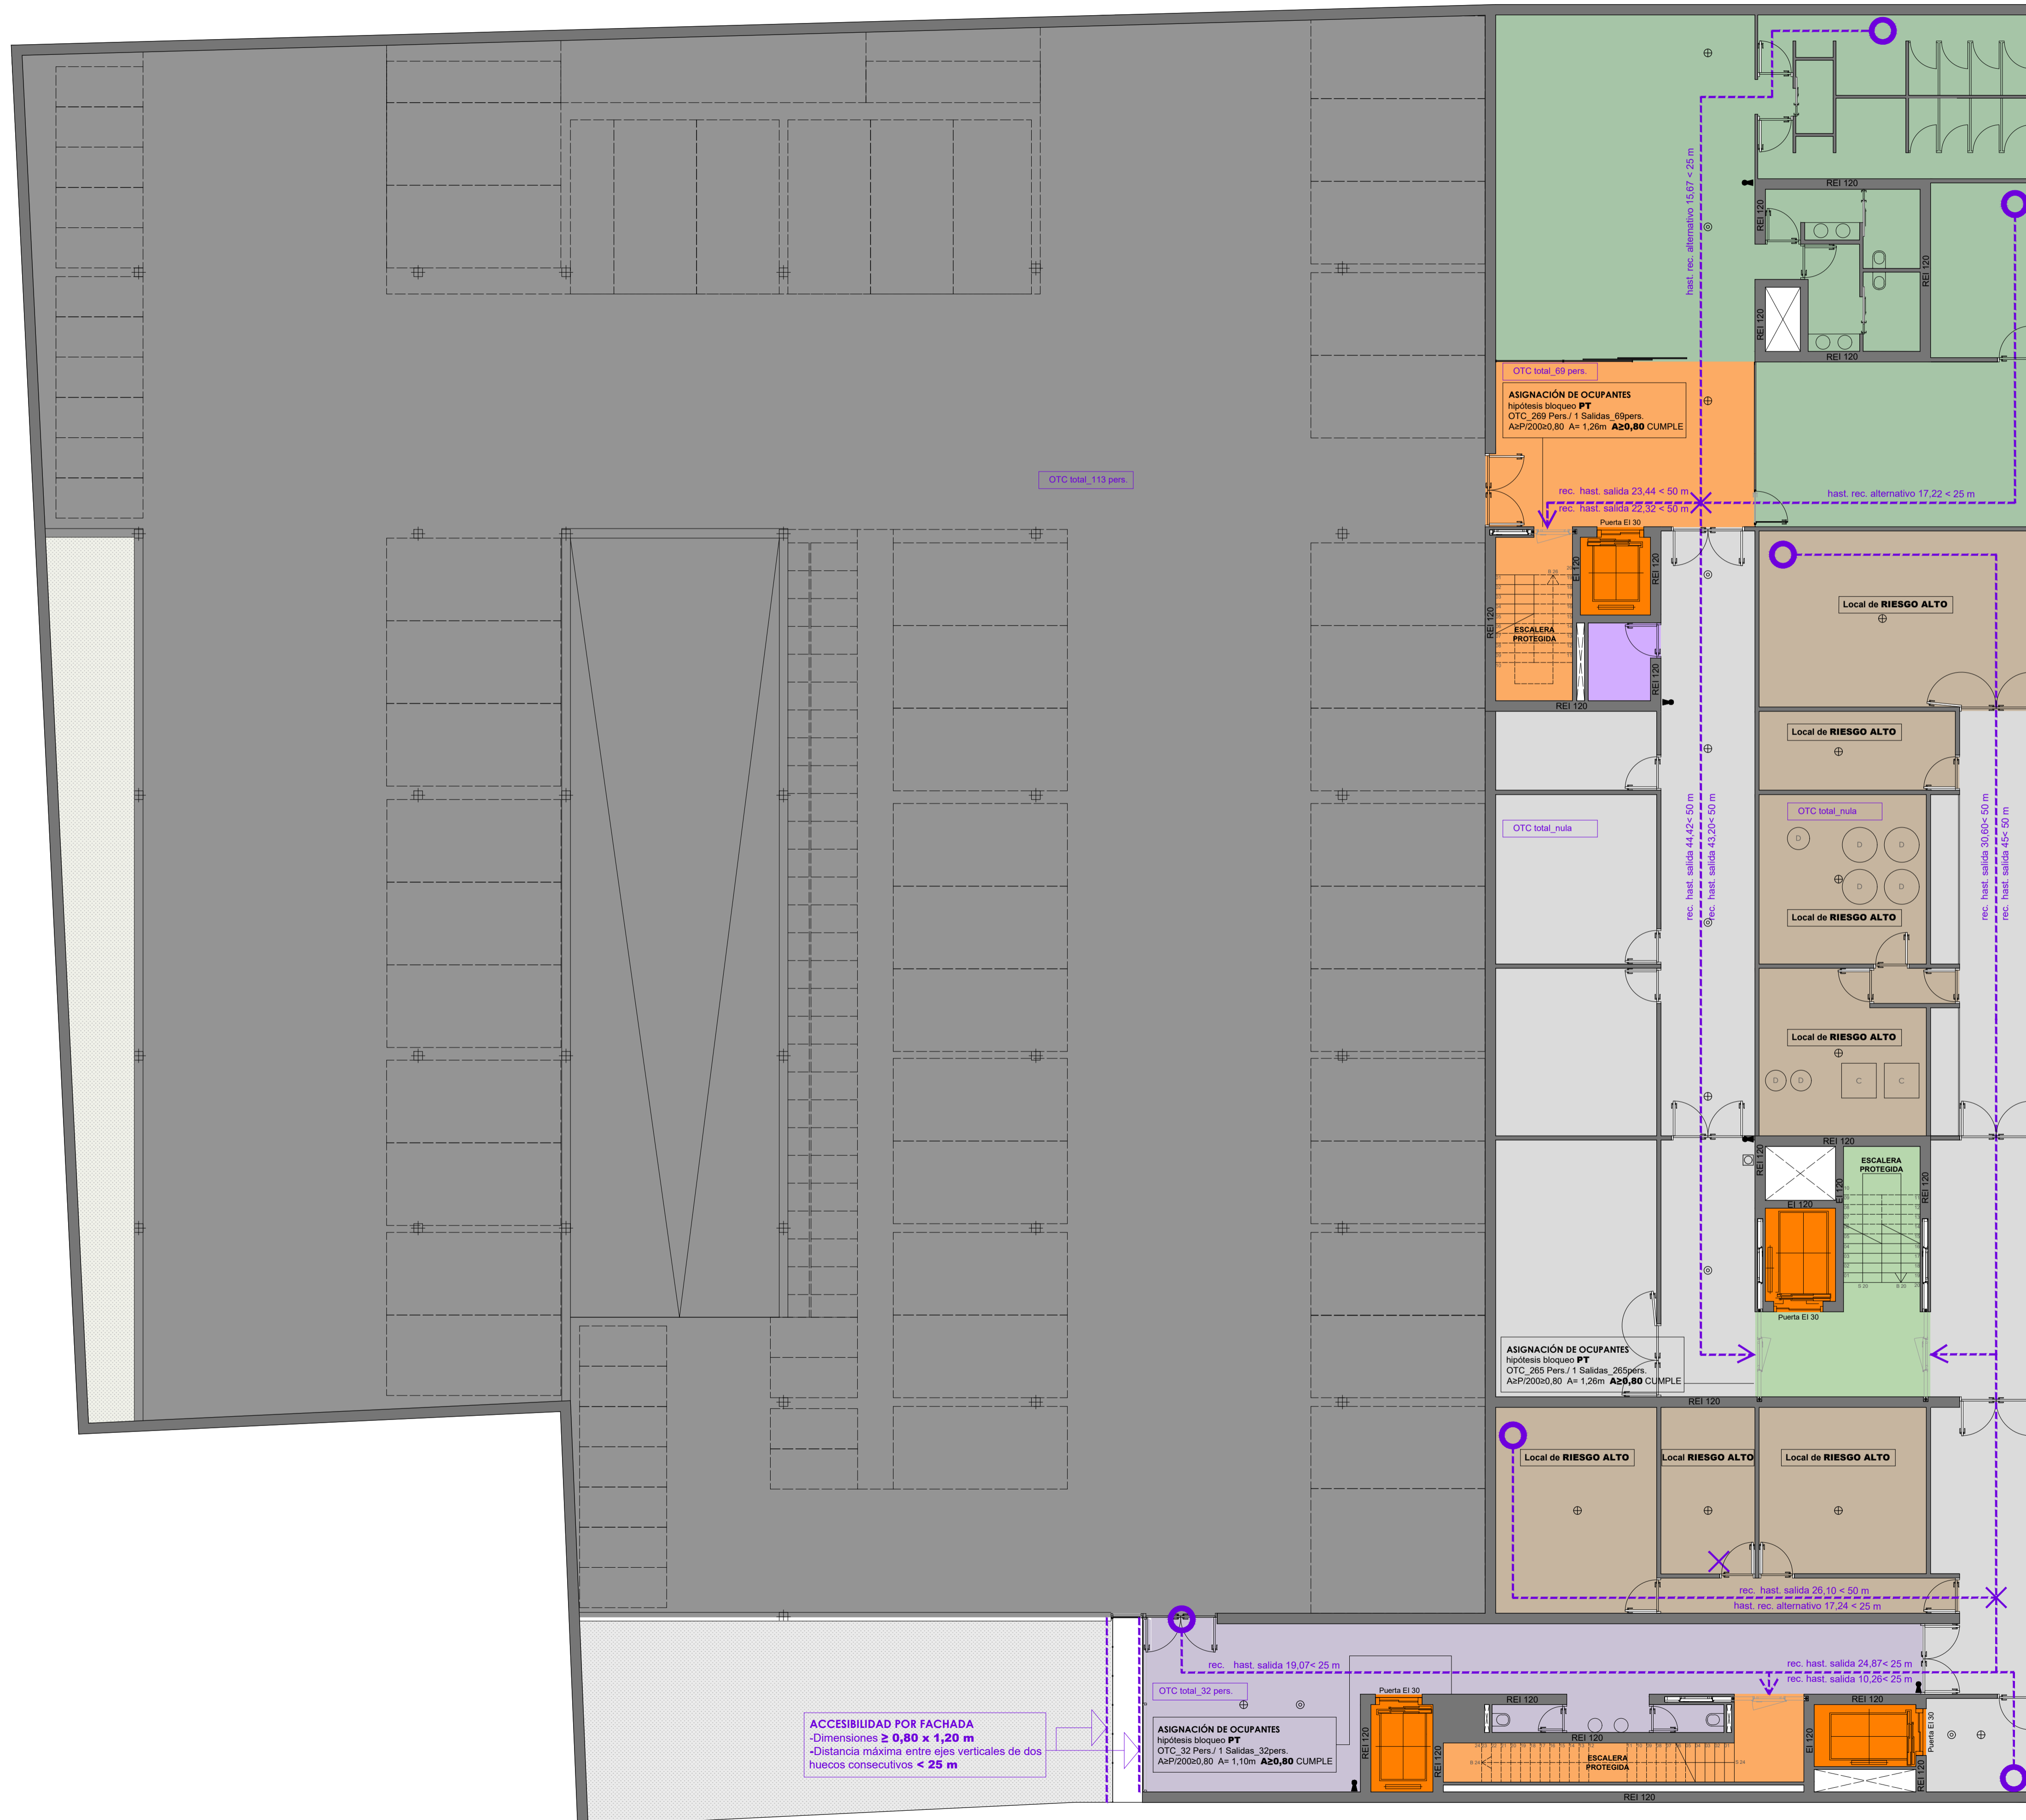 REI 120
hast. rec. alternativo 15,67 < 25 m
REI 120
REI 120
REI 120
REI 120
OTC total_69 pers.
ASIGNACIÓN DE OCUPANTES
hipótesis bloqueo PT
OTC_269 Pers./ 1 Salidas_69pers.
A≥P/200≥0,80 A= 1,26m A≥0,80 CUMPLE
OTC total_113 pers.
rec. hast. salida 23,44 < 50 m
rec. hast. salida 22,32 < 50 m
hast. rec. alternativo 17,22 < 25 m
Puerta EI 30
EI 120
REI 120
REI 120
B 26
ESCALERA
PROTEGIDA
REI 120
REI 120
Local de RIESGO ALTO
Local de RIESGO ALTO
OTC total_nula
OTC total_nula
D
D
D
D
D
Local de RIESGO ALTO
rec. hast. salida 44,42< 50 m
rec. hast. salida 43,20< 50 m
rec. hast. salida 30,60< 50 m
rec. hast. salida 45< 50 m
Local de RIESGO ALTO
D
D
C
C
REI 120
REI 120
ESCALERA
PROTEGIDA
EI 120
REI 120
EI 120
B 20
B 20
Puerta EI 30
ASIGNACIÓN DE OCUPANTES
hipótesis bloqueo PT
OTC_265 Pers./ 1 Salidas_265pers.
A≥P/200≥0,80 A= 1,26m A≥0,80 CUMPLE
REI 120
Local de RIESGO ALTO
Local RIESGO ALTO
Local de RIESGO ALTO
rec. hast. salida 26,10 < 50 m
hast. rec. alternativo 17,24 < 25 m
rec. hast. salida 19,07< 25 m
rec. hast. salida 24,87< 25 m
rec. hast. salida 10,26< 25 m
OTC total_32 pers.
Puerta EI 30
REI 120
REI 120
REI 120
ACCESIBILIDAD POR FACHADA
-Dimensiones ≥ 0,80 x 1,20 m
-Distancia máxima entre ejes verticales de dos
huecos consecutivos < 25 m
ASIGNACIÓN DE OCUPANTES
hipótesis bloqueo PT
OTC_32 Pers./ 1 Salidas_32pers.
A≥P/200≥0,80 A= 1,10m A≥0,80 CUMPLE
REI 120
REI 120
B 24
ESCALERA
PROTEGIDA
B 24
EI 120
Puerta EI 30
REI 120
REI 120